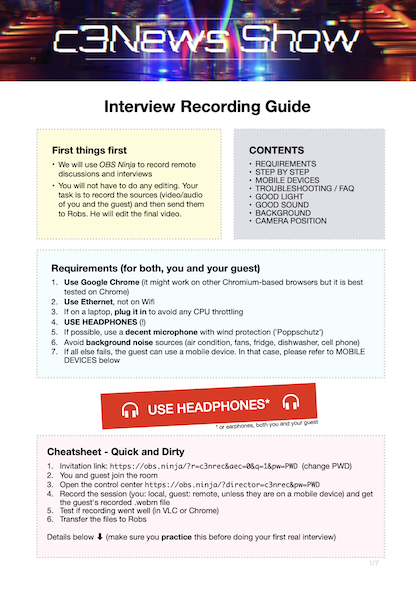 c3News Show
Interview Recording Guide
First things first
• We will use OBS Ninja to record remote
discussions and interviews
• You will not have to do any editing. Your
task is to record the sources (video/audio
of you and the guest) and then send them
to Robs. He will edit the final video.
CONTENTS
• REQUIREMENTS
• STEP BY STEP
• MOBILE DEVICES
• TROUBLESHOOTING / FAQ
• GOOD LIGHT
• GOOD SOUND
• BACKGROUND
• CAMERA POSITION
Requirements (for both, you and your guest)
1. Use Google Chrome (it might work on other Chromium-based browsers but it is best
tested on Chrome)
2. Use Ethernet, not on Wifi
3. If on a laptop, plug it in to avoid any CPU throttling
4. USE HEADPHONES (!)
5. If possible, use a decent microphone with wind protection ('Poppschutz')
6. Avoid background noise sources (air condition, fans, fridge, dishwasher, cell phone)
7. If all else fails, the guest can use a mobile device. In that case, please refer to MOBILE
DEVICES below
USE HEADPHONES*
* or earphones, both you and your guest
Cheatsheet - Quick and Dirty
1. Invitation link: https://obs.ninja/?r=c3nrec&aec=0&q=1&pw=PWD (change PWD)
2. You and guest join the room
3. Open the control center https://obs.ninja/?director=c3nrec&pw=PWD
4. Record the session (you: local, guest: remote, unless they are on a mobile device) and get
the guest's recorded .webm file
5. Test if recording went well (in VLC or Chrome)
6. Transfer the files to Robs
Details below ⬇ (make sure you practice this before doing your first real interview)
1/7